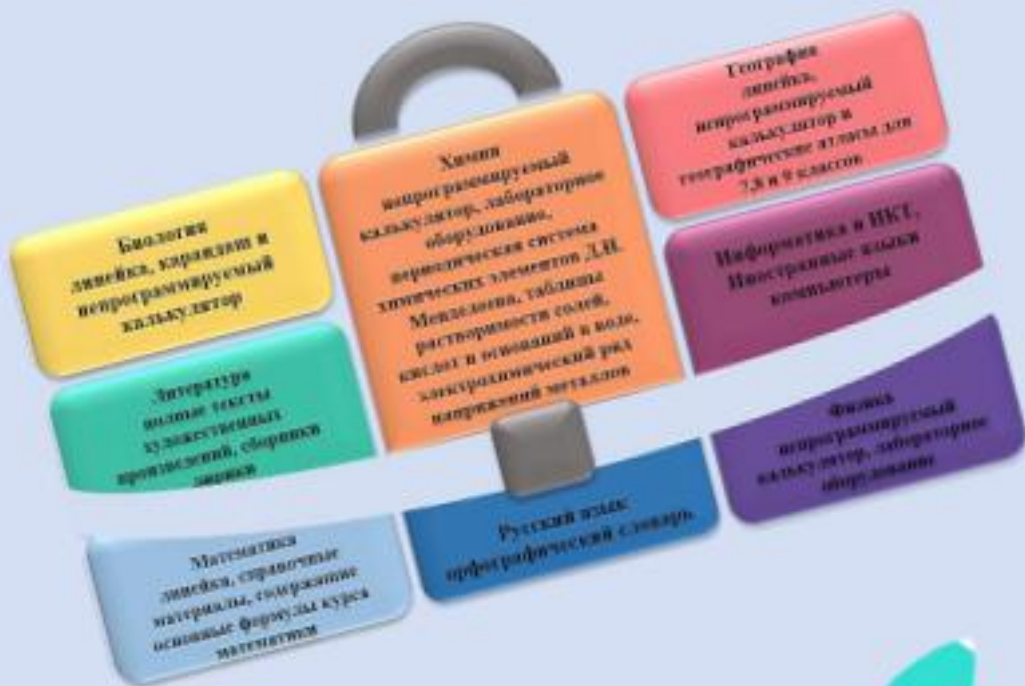 Биология
линейка, карандаш и
непрограммируемый
калькулятор
Литература
полные тексты
художественных
произведений, сборники
лирики
Химия
непрограммируемый
калькулятор, лабораторное
оборудование,
периодическая система
химических элементов Д.И.
Менделеева, таблицы
растворимости солей,
кислот и оснований в воде,
электрохимический ряд
напряжений металлов
География
линейка,
непрограммируемый
калькулятор и
географические атласы для
7,8 и 9 классов
Информатика и ИКТ,
Иностранные языки
компьютеры
Математика
линейка, справочные
материалы, содержащие
основные формулы курса
математики
Русский язык
орфографический словарь
Физика
непрограммируемый
калькулятор, лабораторное
оборудование